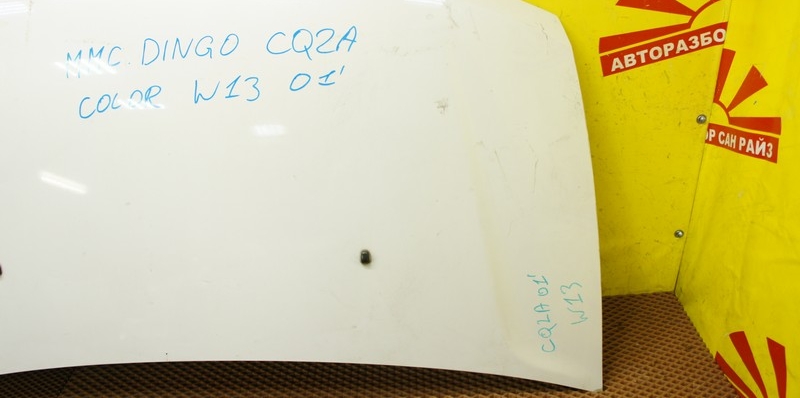 MMC. DINGO CQ2A
COLOR W13 01'
АВТОРАЗБО
ОР САН РАЙЗ
CQ2A 01'
W13